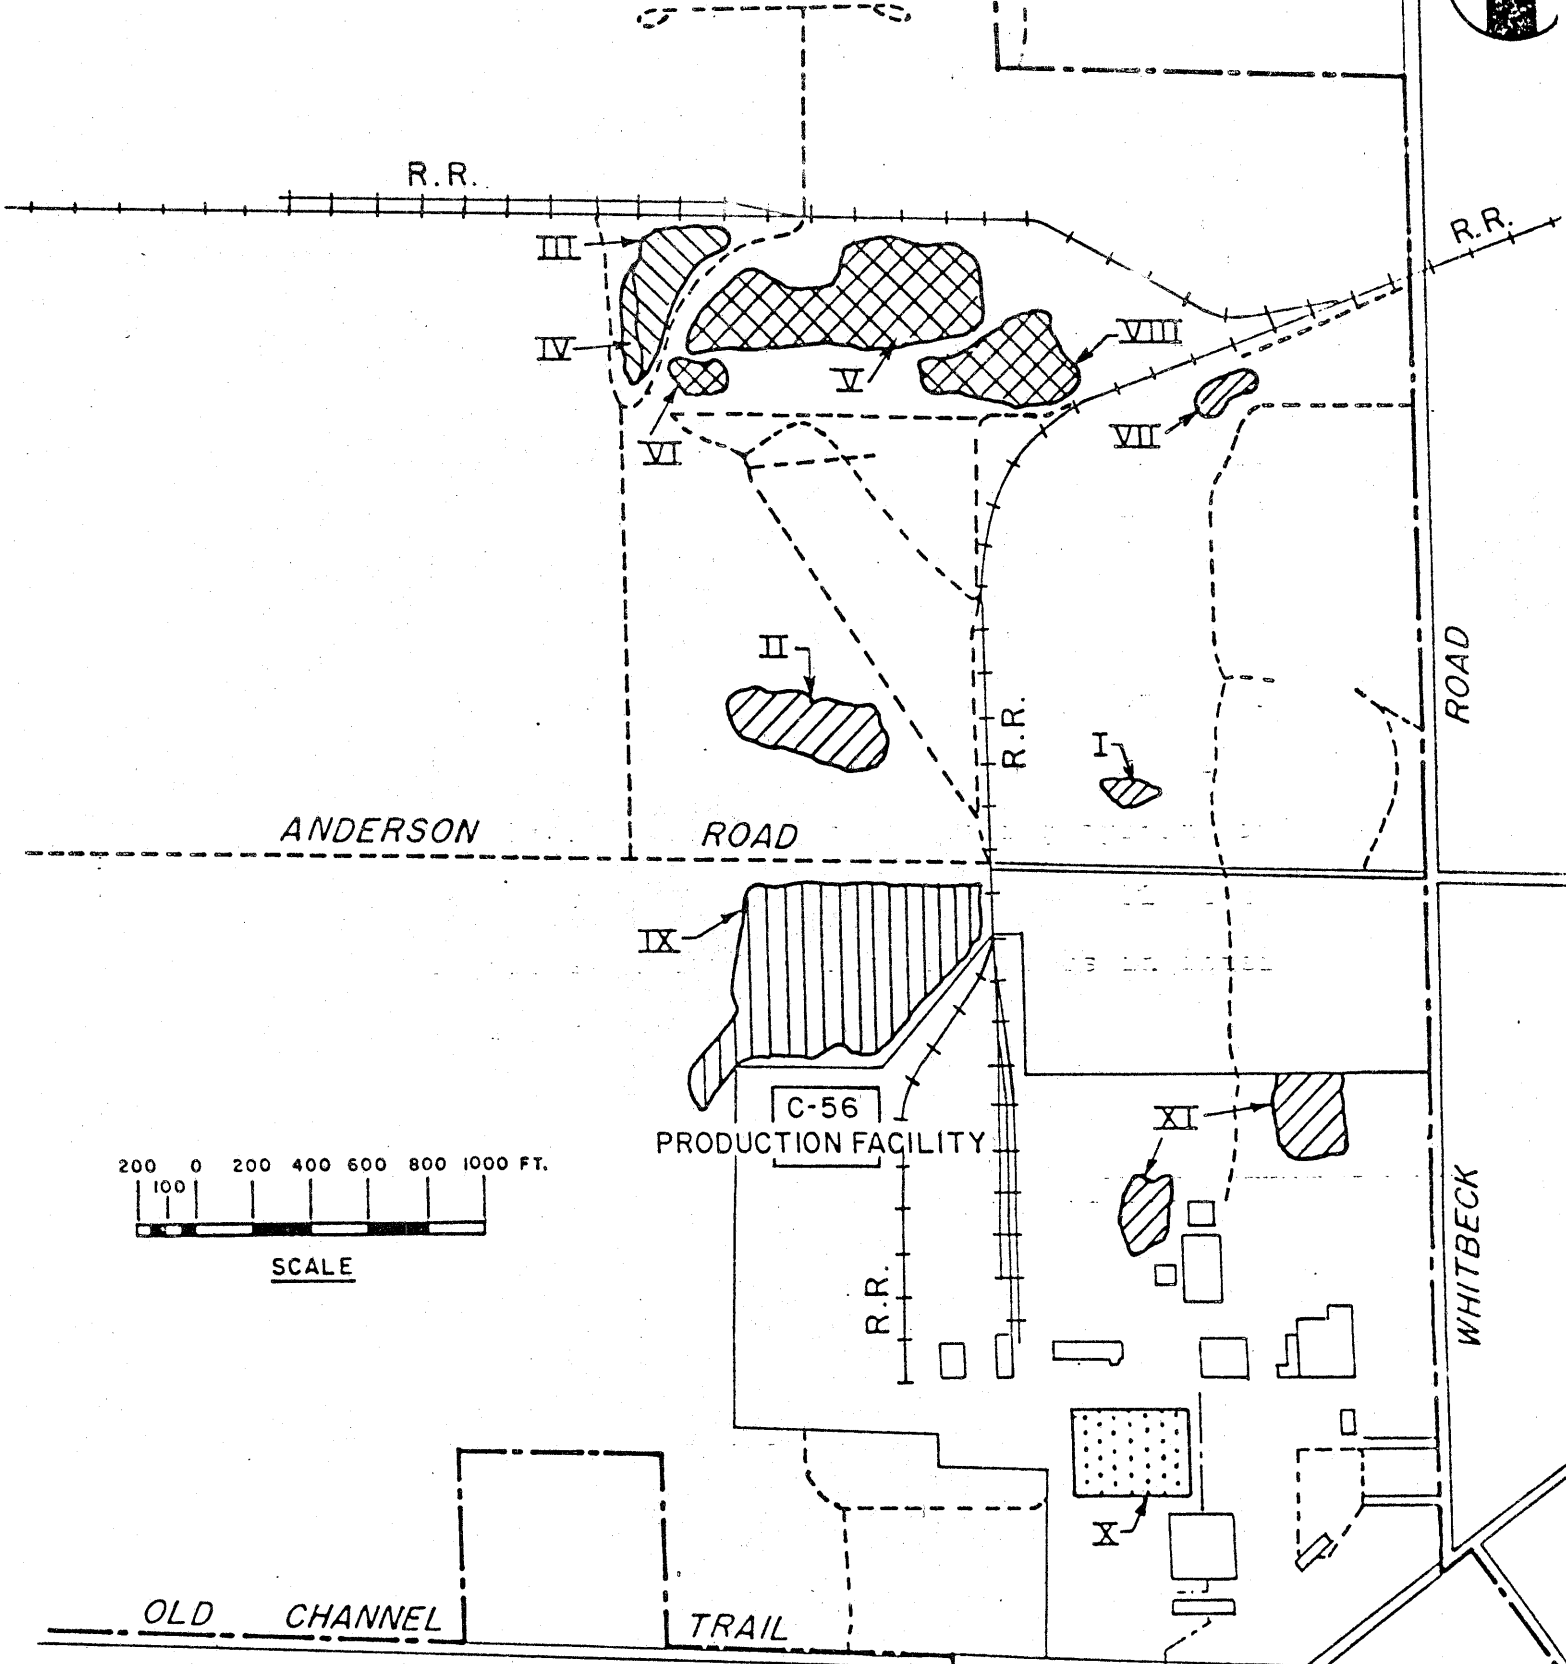 R.R.
R.R.
III
IV
V
VIII
VI
VII
II
ROAD
R.R.
I
ANDERSON ROAD
IX
C-56
PRODUCTION FACILITY
XI
200 0 200 400 600 800 1000 FT.
100
SCALE
WHITBECK
R.R.
X
OLD CHANNEL TRAIL